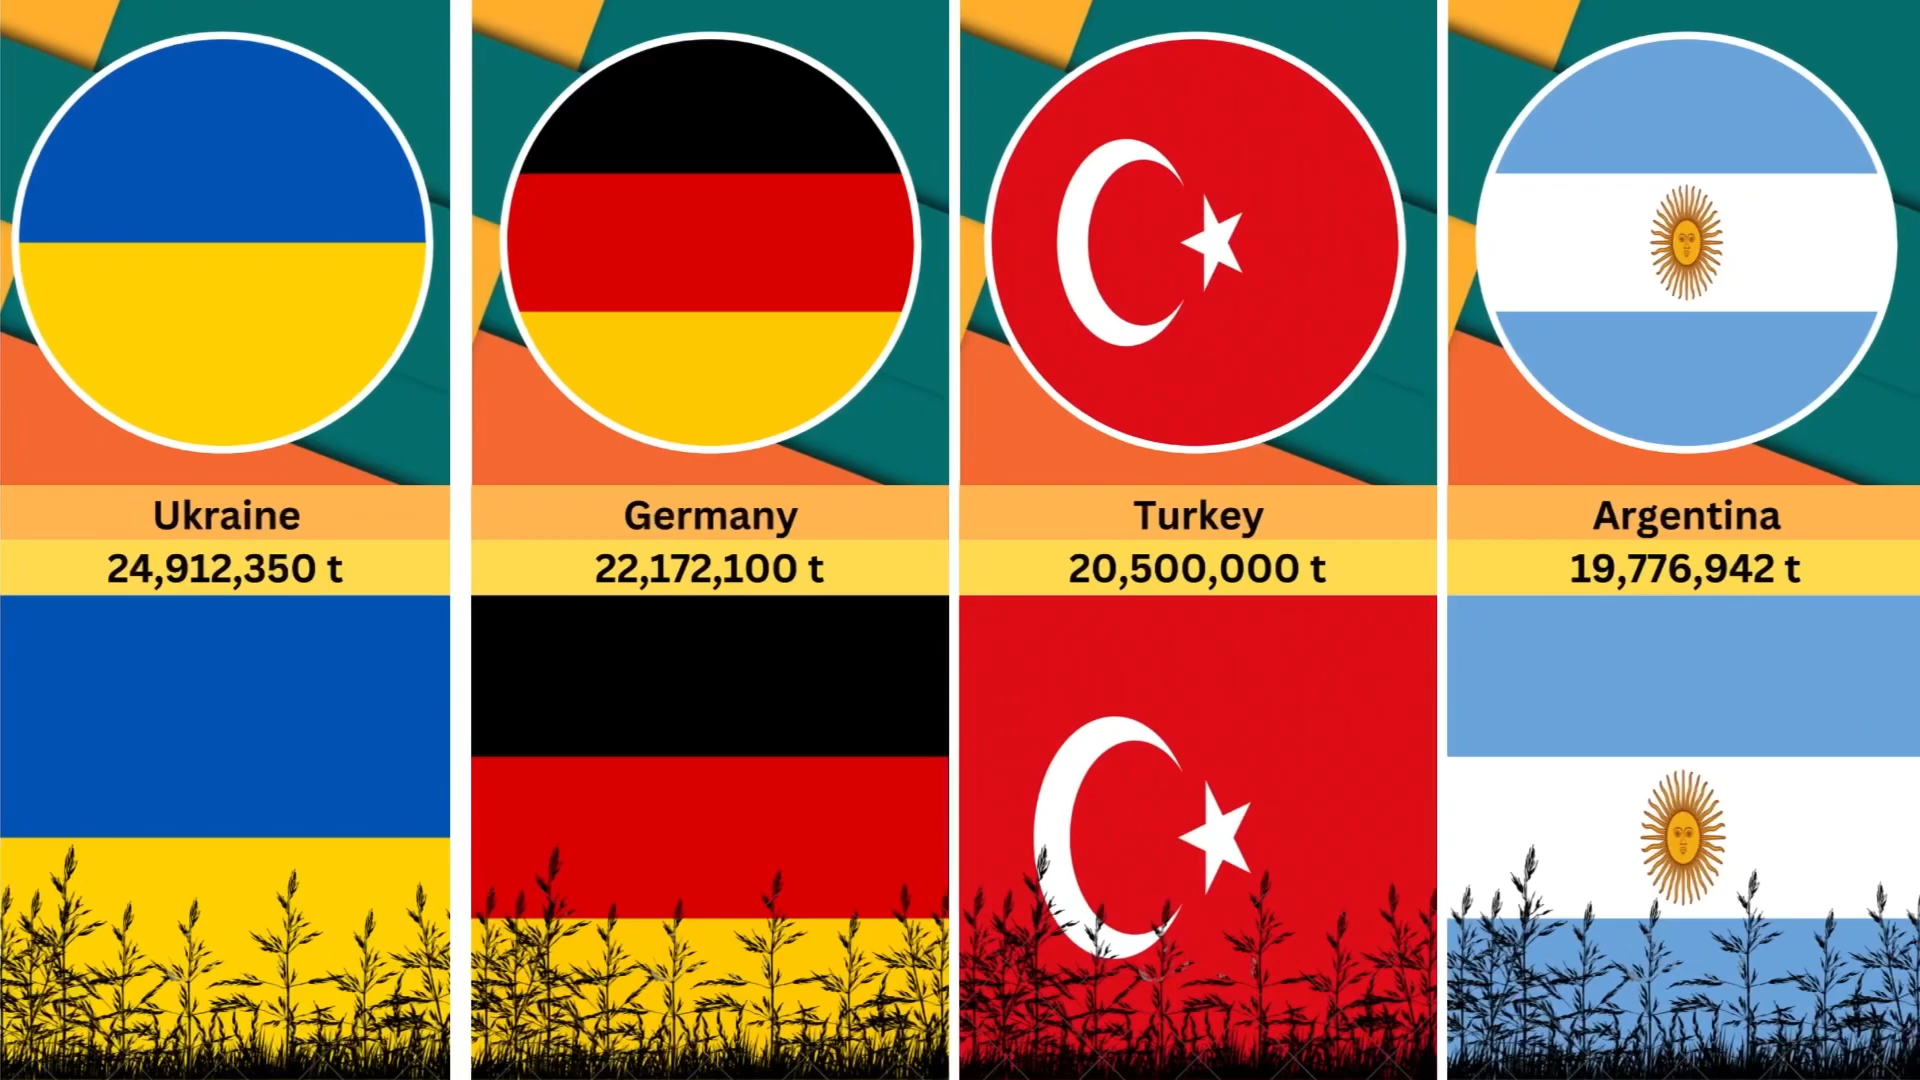 Ukraine
24,912,350 t
Germany
22,172,100 t
Turkey
20,500,000 t
Argentina
19,776,942 t